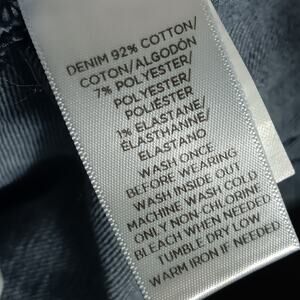 DENIM 92% COTTON/
COTON/ALGODÓN
7% POLYESTER/
POLYESTER/
POLIÉSTER
1% ELASTANE/
ÉLASTHANNE/
ELASTANO
WASH ONCE
BEFORE WEARING
WASH INSIDE OUT
MACHINE WASH COLD
ONLY NON-CHLORINE
BLEACH WHEN NEEDED
TUMBLE DRY LOW
WARM IRON IF NEEDED